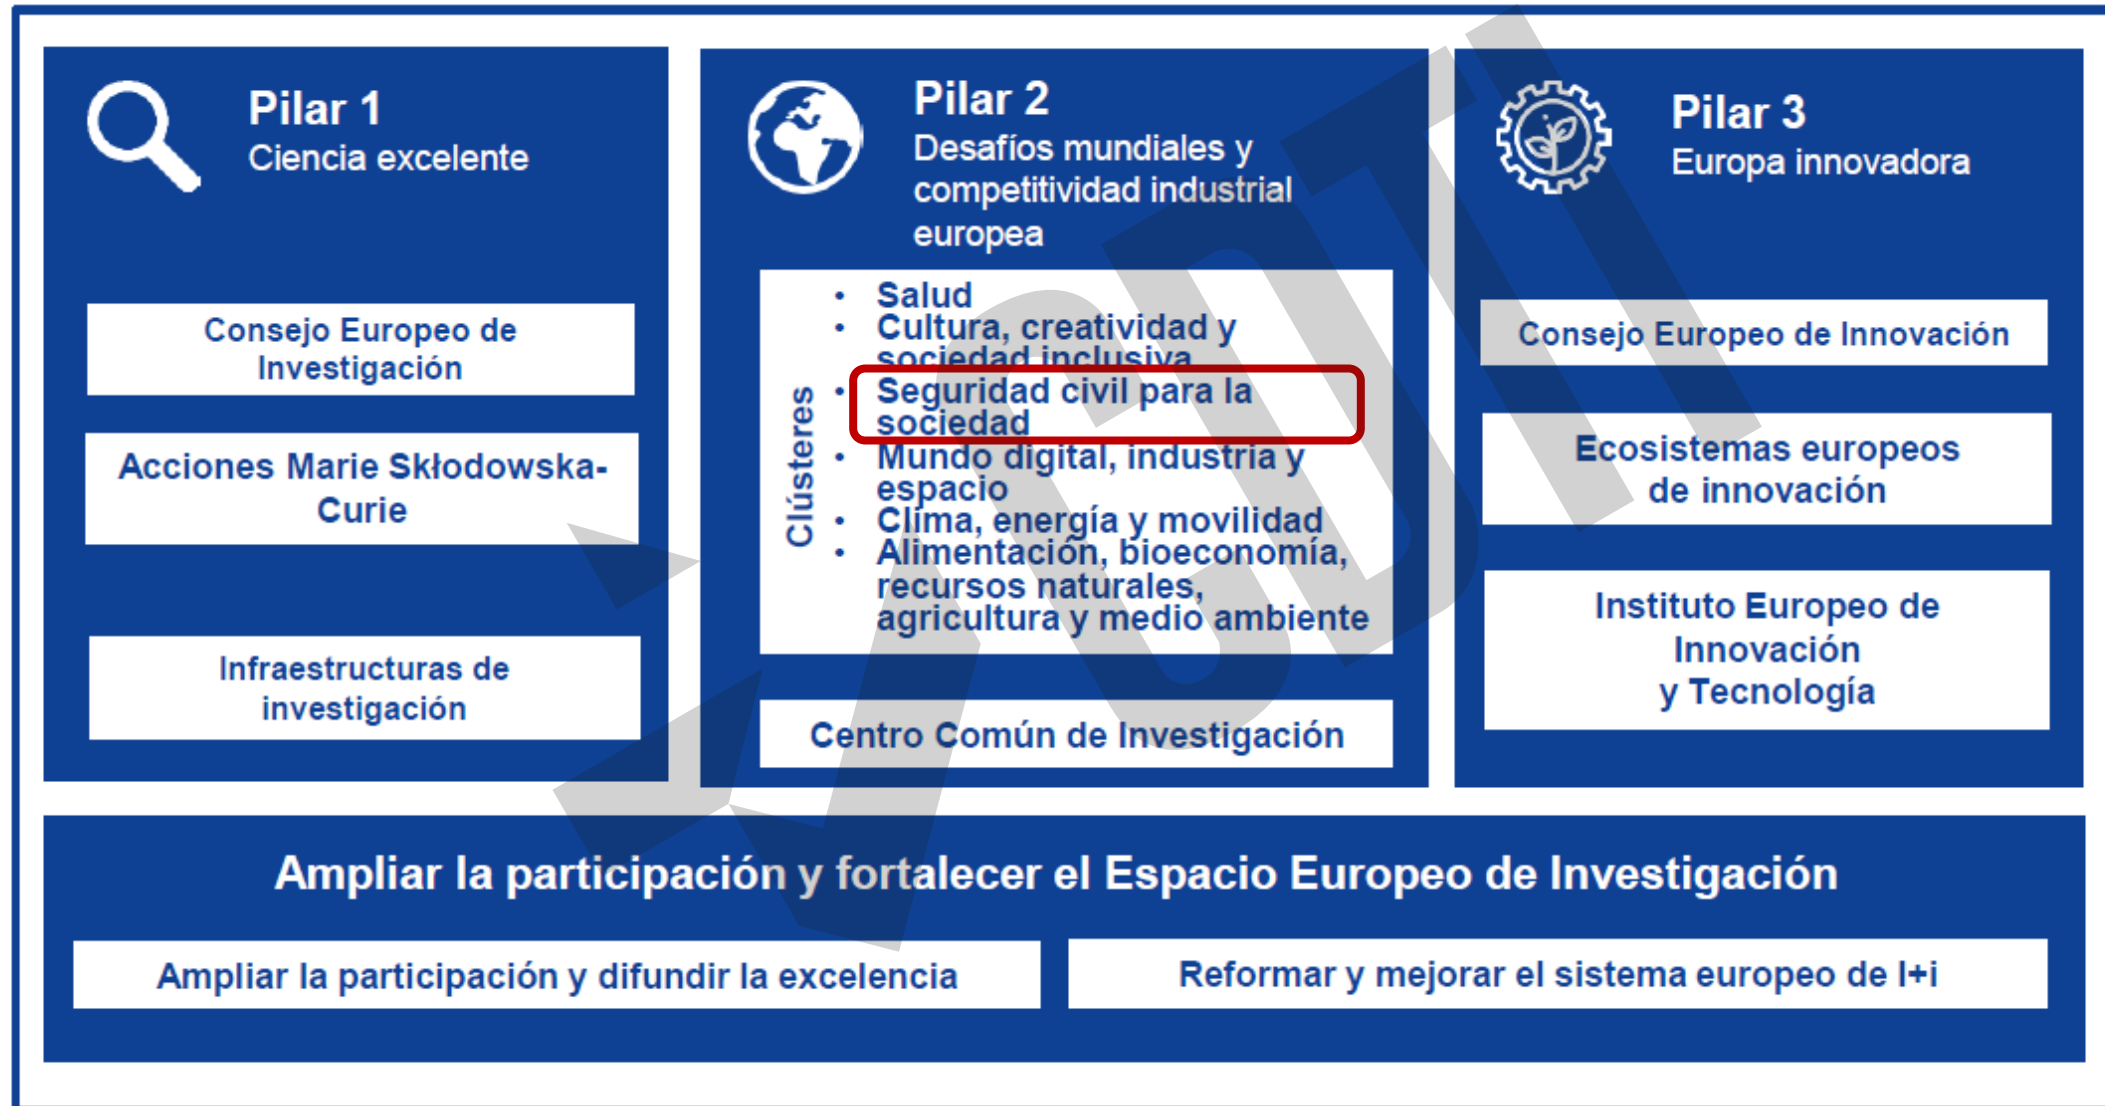 Pilar 1
Ciencia excelente
Consejo Europeo de
Investigación
Acciones Marie Skłodowska-
Curie
Infraestructuras de
investigación
Pilar 2
Desafíos mundiales y
competitividad industrial
europea
Clústeres
• Salud
• Cultura, creatividad y
sociedad inclusiva
• Seguridad civil para la
sociedad
• Mundo digital, industria y
espacio
• Clima, energía y movilidad
• Alimentación, bioeconomía,
recursos naturales,
agricultura y medio ambiente
Centro Común de Investigación
Pilar 3
Europa innovadora
Consejo Europeo de Innovación
Ecosistemas europeos
de innovación
Instituto Europeo de
Innovación
y Tecnología
Ampliar la participación y fortalecer el Espacio Europeo de Investigación
Ampliar la participación y difundir la excelencia
Reformar y mejorar el sistema europeo de I+i
CDTI